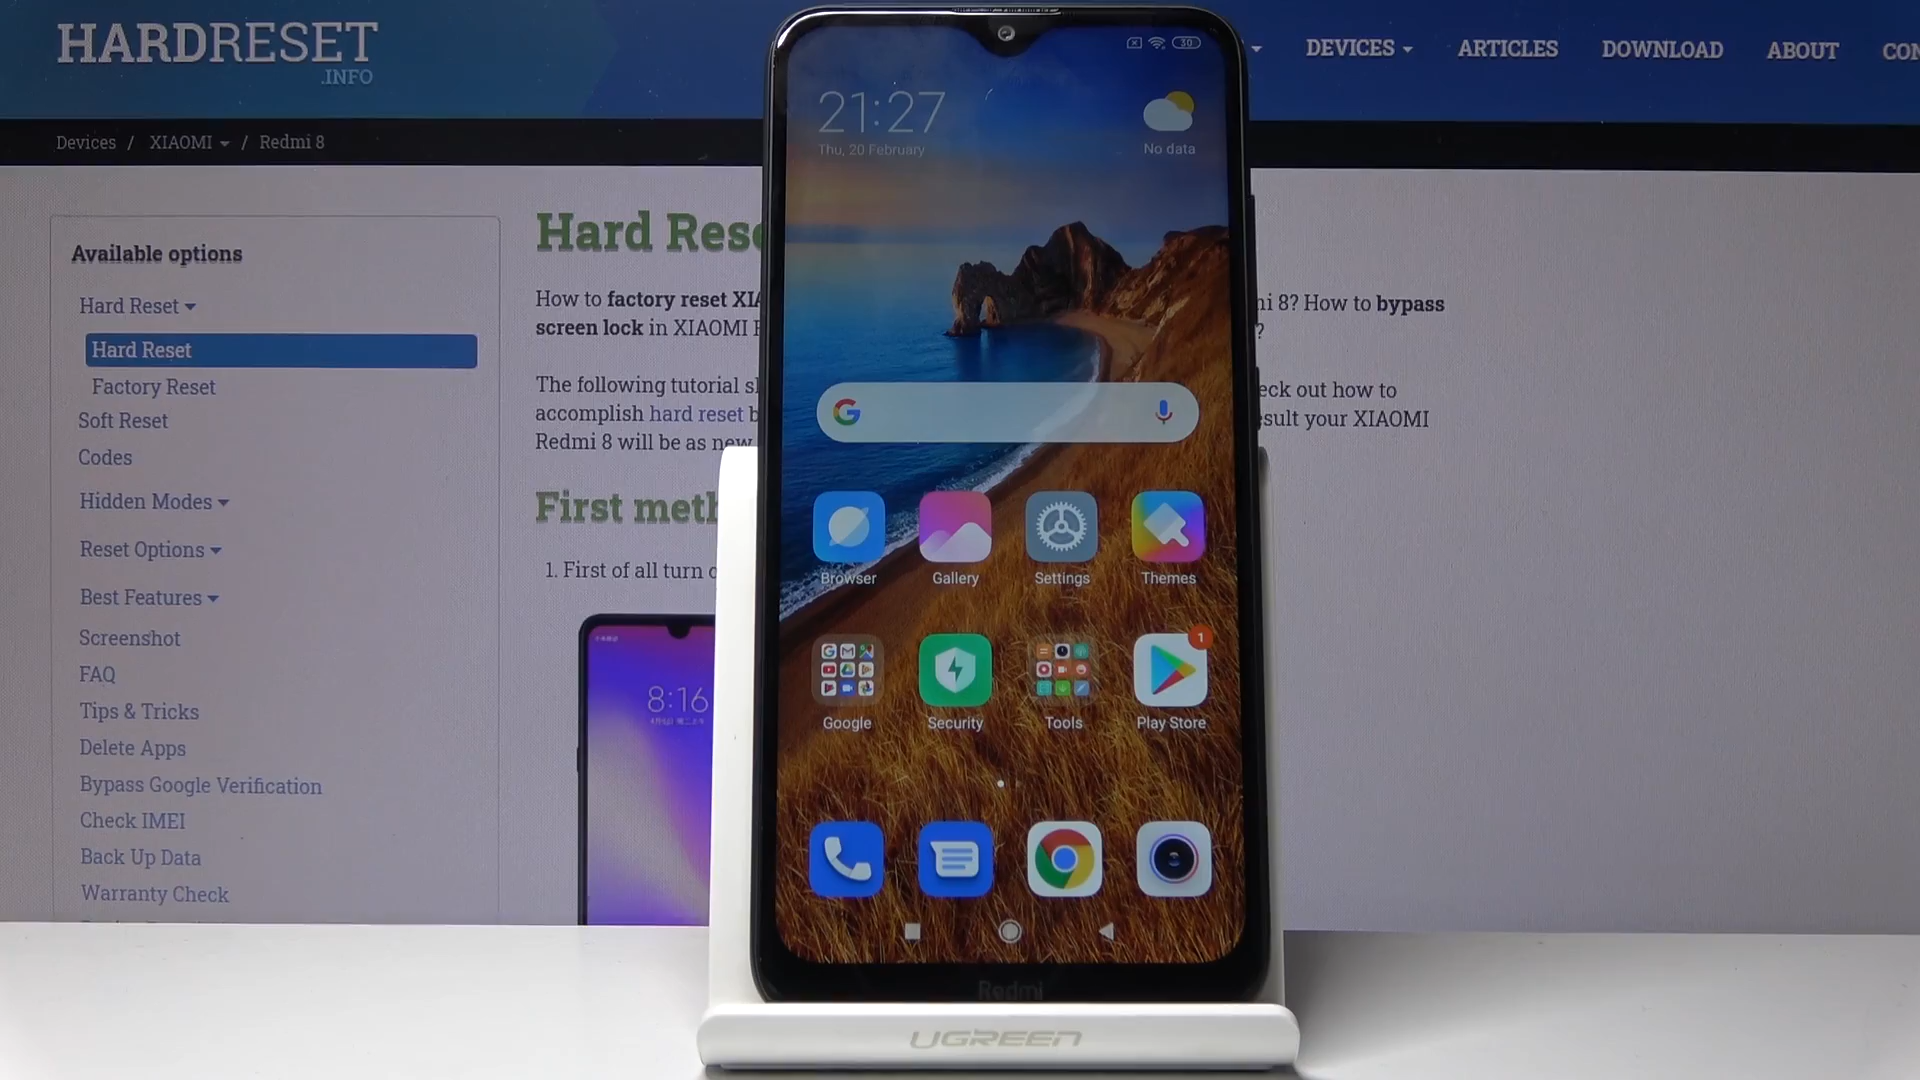 HARDRESET
.INFO
DEVICES
ARTICLES
DOWNLOAD
ABOUT
CON
Devices / XIAOMI / Redmi 8
Available options
Hard Reset
Hard Reset
Factory Reset
Soft Reset
Codes
Hidden Modes
Reset Options
Best Features
Screenshot
FAQ
Tips & Tricks
Delete Apps
Bypass Google Verification
Check IMEI
Back Up Data
Warranty Check
Hard Rese
How to factory reset XIA
mi 8? How to bypass
screen lock in XIAOMI
?
The following tutorial s
eck out how to
accomplish hard reset b
esult your XIAOMI
Redmi 8 will be as new
First meth
1. First of all turn o
8:16
30
21:27
Thu, 20 February
No data
Browser
Gallery
Settings
Themes
1
Google
Security
Tools
Play Store
Redmi
UGREEN